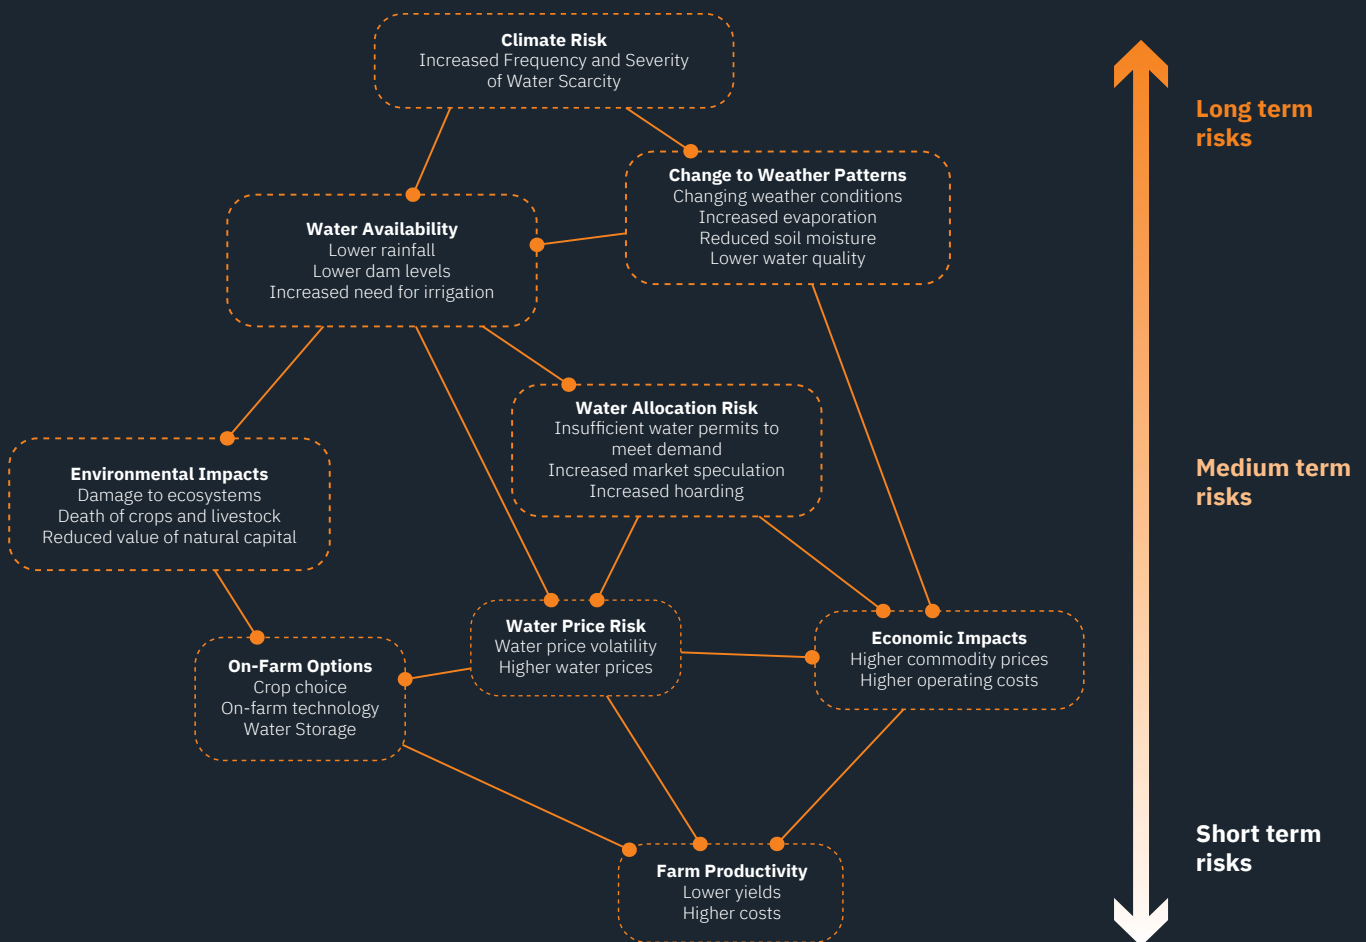 Climate Risk
Increased Frequency and Severity
of Water Scarcity
Long term
risks
Change to Weather Patterns
Changing weather conditions
Increased evaporation
Reduced soil moisture
Lower water quality
Water Availability
Lower rainfall
Lower dam levels
Increased need for irrigation
Water Allocation Risk
Insufficient water permits to
meet demand
Increased market speculation
Increased hoarding
Medium term
risks
Environmental Impacts
Damage to ecosystems
Death of crops and livestock
Reduced value of natural capital
Water Price Risk
Water price volatility
Higher water prices
Economic Impacts
Higher commodity prices
Higher operating costs
On-Farm Options
Crop choice
On-farm technology
Water Storage
Short term
risks
Farm Productivity
Lower yields
Higher costs